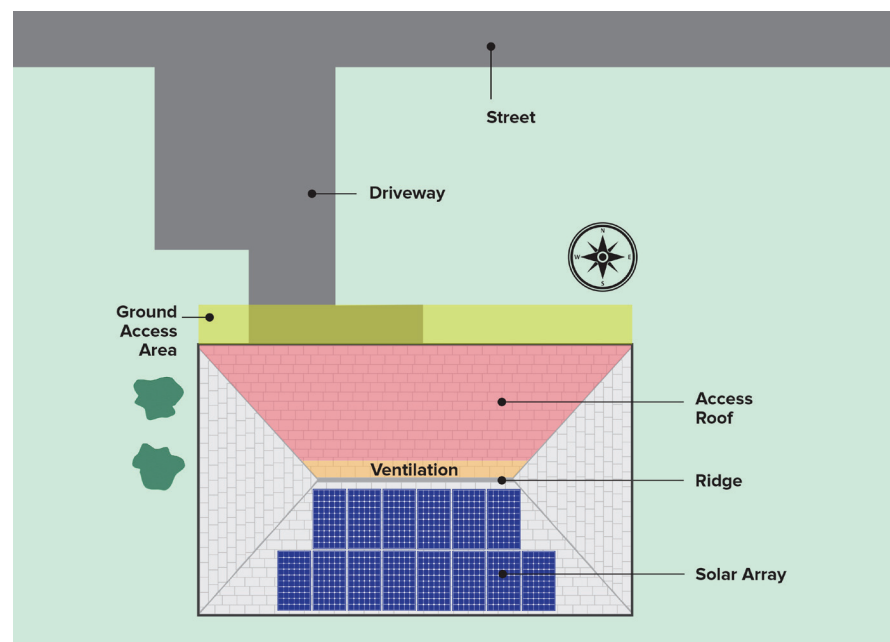 Street
Driveway
N
W E
S
Ground
Access
Area
Access
Roof
Ventilation
Ridge
Solar Array